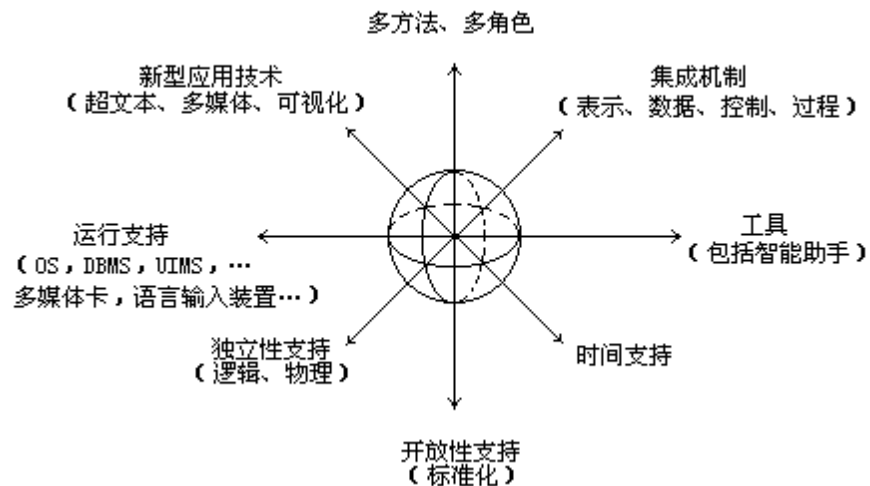 多方法、多角色
新型应用技术
（超文本、多媒体、可视化）
集成机制
（表示、数据、控制、过程）
运行支持
（OS，DBMS，UIMS，…
多媒体卡，语言输入装置…）
工具
（包括智能助手）
独立性支持
（逻辑、物理）
时间支持
开放性支持
（标准化）